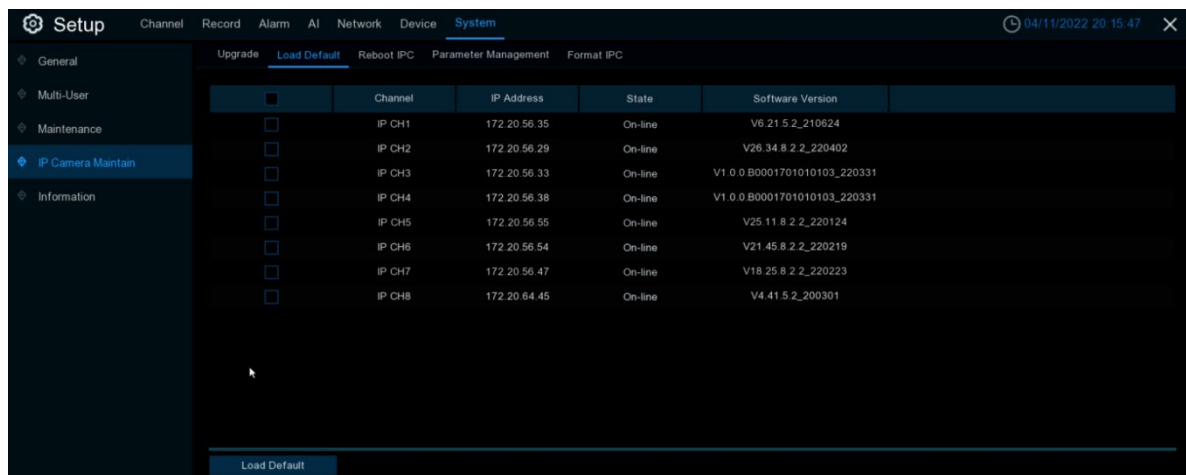 Setup Channel Record Alarm AI Network Device System 04/11/2022 20:15:47
General
Multi-User
Maintenance
IP Camera Maintain
Information
Upgrade Load Default Reboot IPC Parameter Management Format IPC
Channel IP Address State Software Version
IP CH1 172.20.56.35 On-line V6.21.5.2_210624
IP CH2 172.20.56.29 On-line V26.34.8.2.2_220402
IP CH3 172.20.56.33 On-line V1.0.0.B0001701010103_220331
IP CH4 172.20.56.38 On-line V1.0.0.B0001701010103_220331
IP CH5 172.20.56.55 On-line V25.11.8.2.2_220124
IP CH6 172.20.56.54 On-line V21.45.8.2.2_220219
IP CH7 172.20.56.47 On-line V18.25.8.2.2_220223
IP CH8 172.20.64.45 On-line V4.41.5.2_200301
Load Default